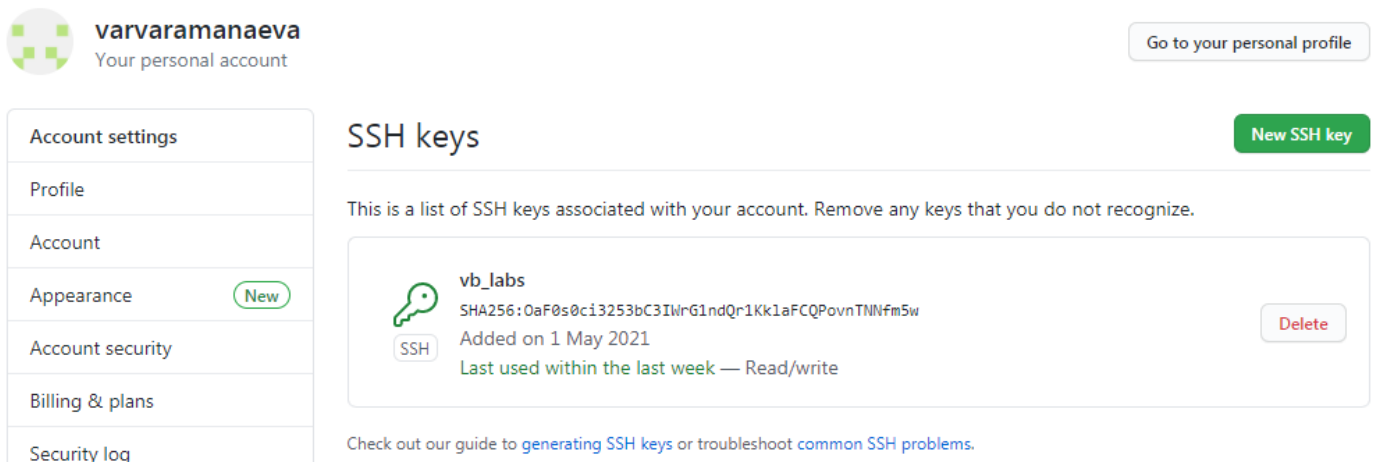 varvaramanaeva
Your personal account
Go to your personal profile
Account settings
Profile
Account
Appearance
New
Account security
Billing & plans
Security log
SSH keys
New SSH key
This is a list of SSH keys associated with your account. Remove any keys that you do not recognize.
SSH
vb_labs
SHA256:OaF0s0ci3253bC3IWrG1ndQr1Kk1aFCQPovnTNNfm5w
Added on 1 May 2021
Last used within the last week — Read/write
Delete
Check out our guide to generating SSH keys or troubleshoot common SSH problems.